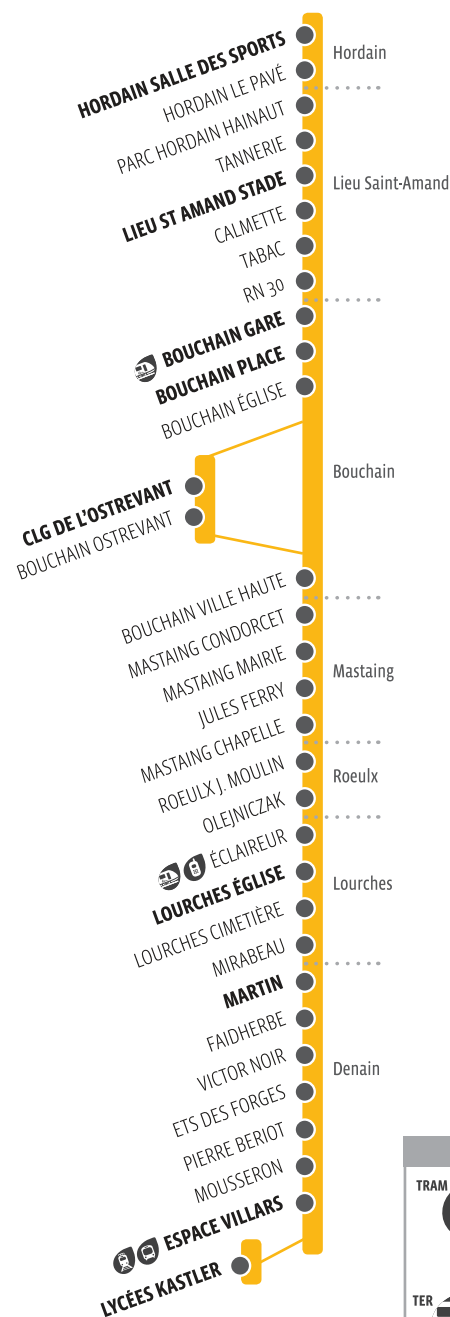 HORDAIN SALLE DES SPORTS
Hordain
HORDAIN LE PAVÉ
PARC HORDAIN HAINAUT
TANNERIE
LIEU ST AMAND STADE
Lieu Saint-Amand
CALMETTE
TABAC
RN 30
BOUCHAIN GARE
BOUCHAIN PLACE
BOUCHAIN ÉGLISE
Bouchain
CLG DE L'OSTREVANT
BOUCHAIN OSTREVANT
BOUCHAIN VILLE HAUTE
MASTAING CONDORCET
MASTAING MAIRIE
Mastaing
JULES FERRY
MASTAING CHAPELLE
ROEULX J. MOULIN
Roeulx
OLEJNICZAK
ÉCLAIREUR
LOURCHES ÉGLISE
Lourches
LOURCHES CIMETIÈRE
MIRABEAU
MARTIN
FAIDHERBE
VICTOR NOIR
Denain
ETS DES FORGES
PIERRE BERIOT
MOUSSERON
ESPACE VILLARS
LYCÉES KASTLER
TRAM
TER